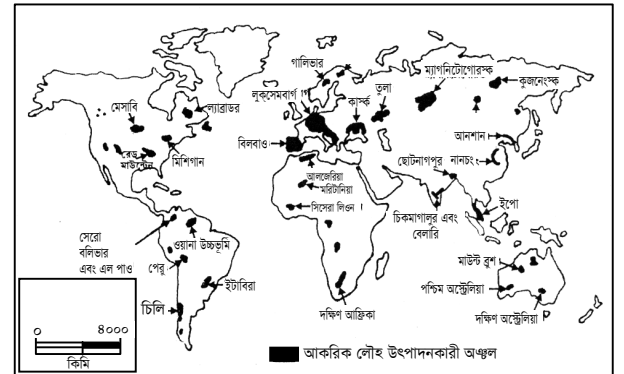 গালিভার
ম্যাগনিটোগোরস্ক
কুজনেৎস্ক
লুক্সেমবার্গ
কার্স্ক
তুলা
মেসাবি
ল্যাব্রাডর
বিলবাও
আনশান
রেড
মাউন্টেন
মিশিগান
ছোটনাগপুর
নানচং
আলজেরিয়া
মরিটানিয়া
সিসেরা লিওন
চিকমাগালুর এবং
বেলারি
ইপো
সেরো
বলিভার
এবং এল পাও
ওয়ানা উচ্চভূমি
পেরু
ইটাবিরা
চিলি
মাউন্ট ব্রুশ
পশ্চিম অস্ট্রেলিয়া
দক্ষিণ অস্ট্রেলিয়া
দক্ষিণ আফ্রিকা
০ ৪০০০
কিমি
আকরিক লৌহ উৎপাদনকারী অঞ্চল